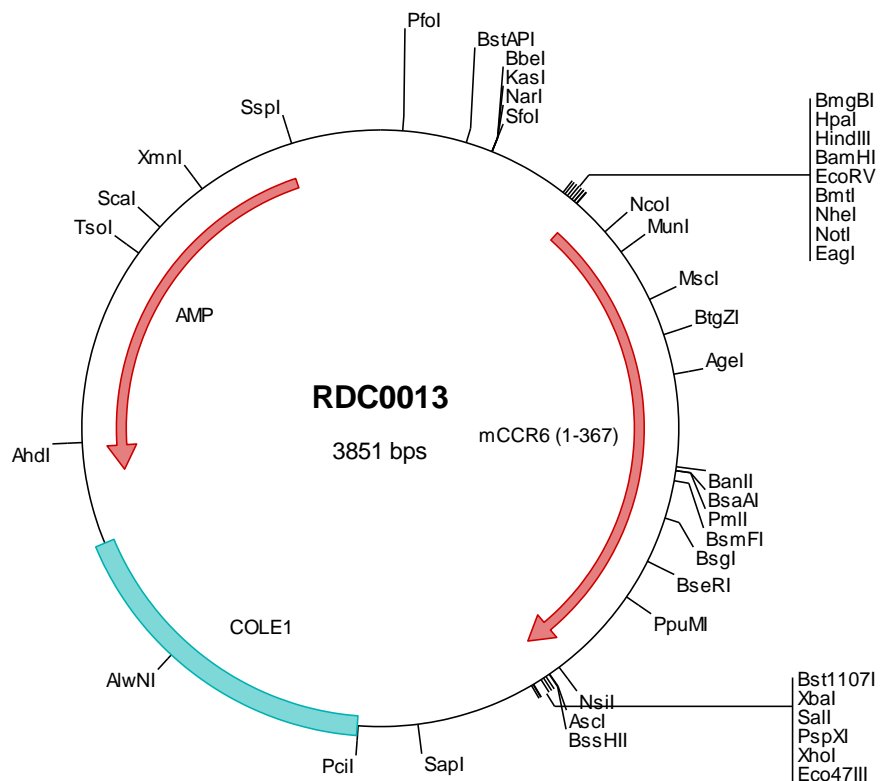 PfoI
BstAPI
BbeI
KasI
NarI
SfoI
SspI
XmnI
ScaI
TsoI
BmgBI
HpaI
HindIII
BamHI
EcoRV
BmtI
NheI
NotI
EagI
NcoI
MunI
MscI
BtgZI
AgeI
AMP
RDC0013
3851 bps
mCCR6 (1-367)
AhdI
BanII
BsaAI
PmlI
BsmFI
BsgI
BseRI
PpuMI
COLE1
AlwNI
NsiI
AscI
BssHII
Bst1107I
XbaI
SalI
PspXI
XhoI
Eco47III
PciI
SapI